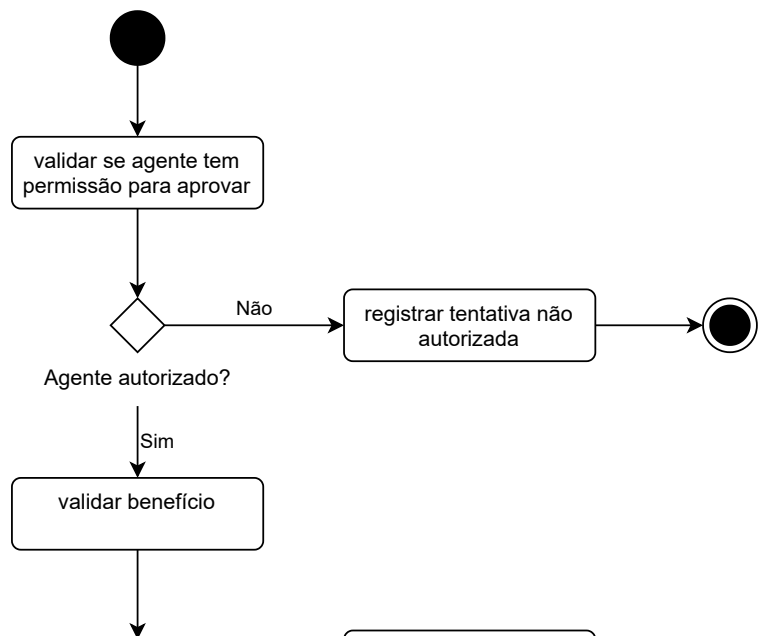 validar se agente tem
permissão para aprovar
Não
registrar tentativa não
autorizada
Agente autorizado?
Sim
validar benefício